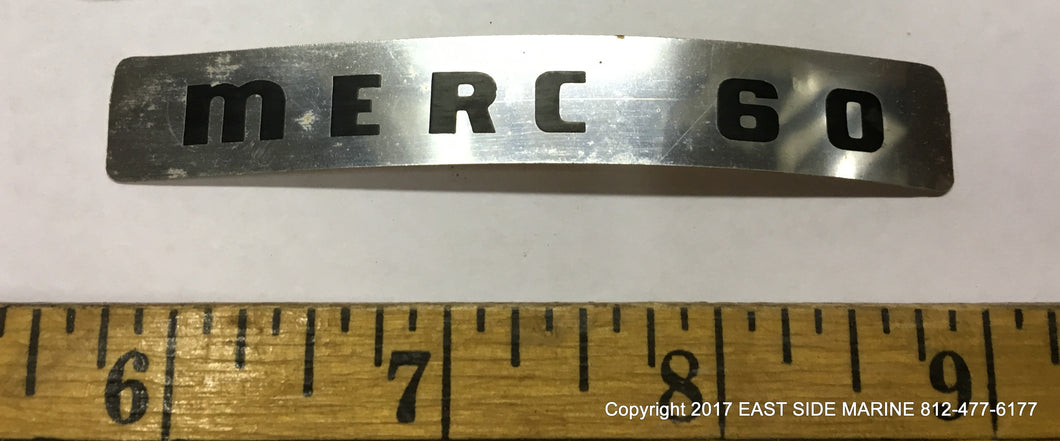 mERC 60
6 7 8 9
Copyright 2017 EAST SIDE MARINE 812-477-6177